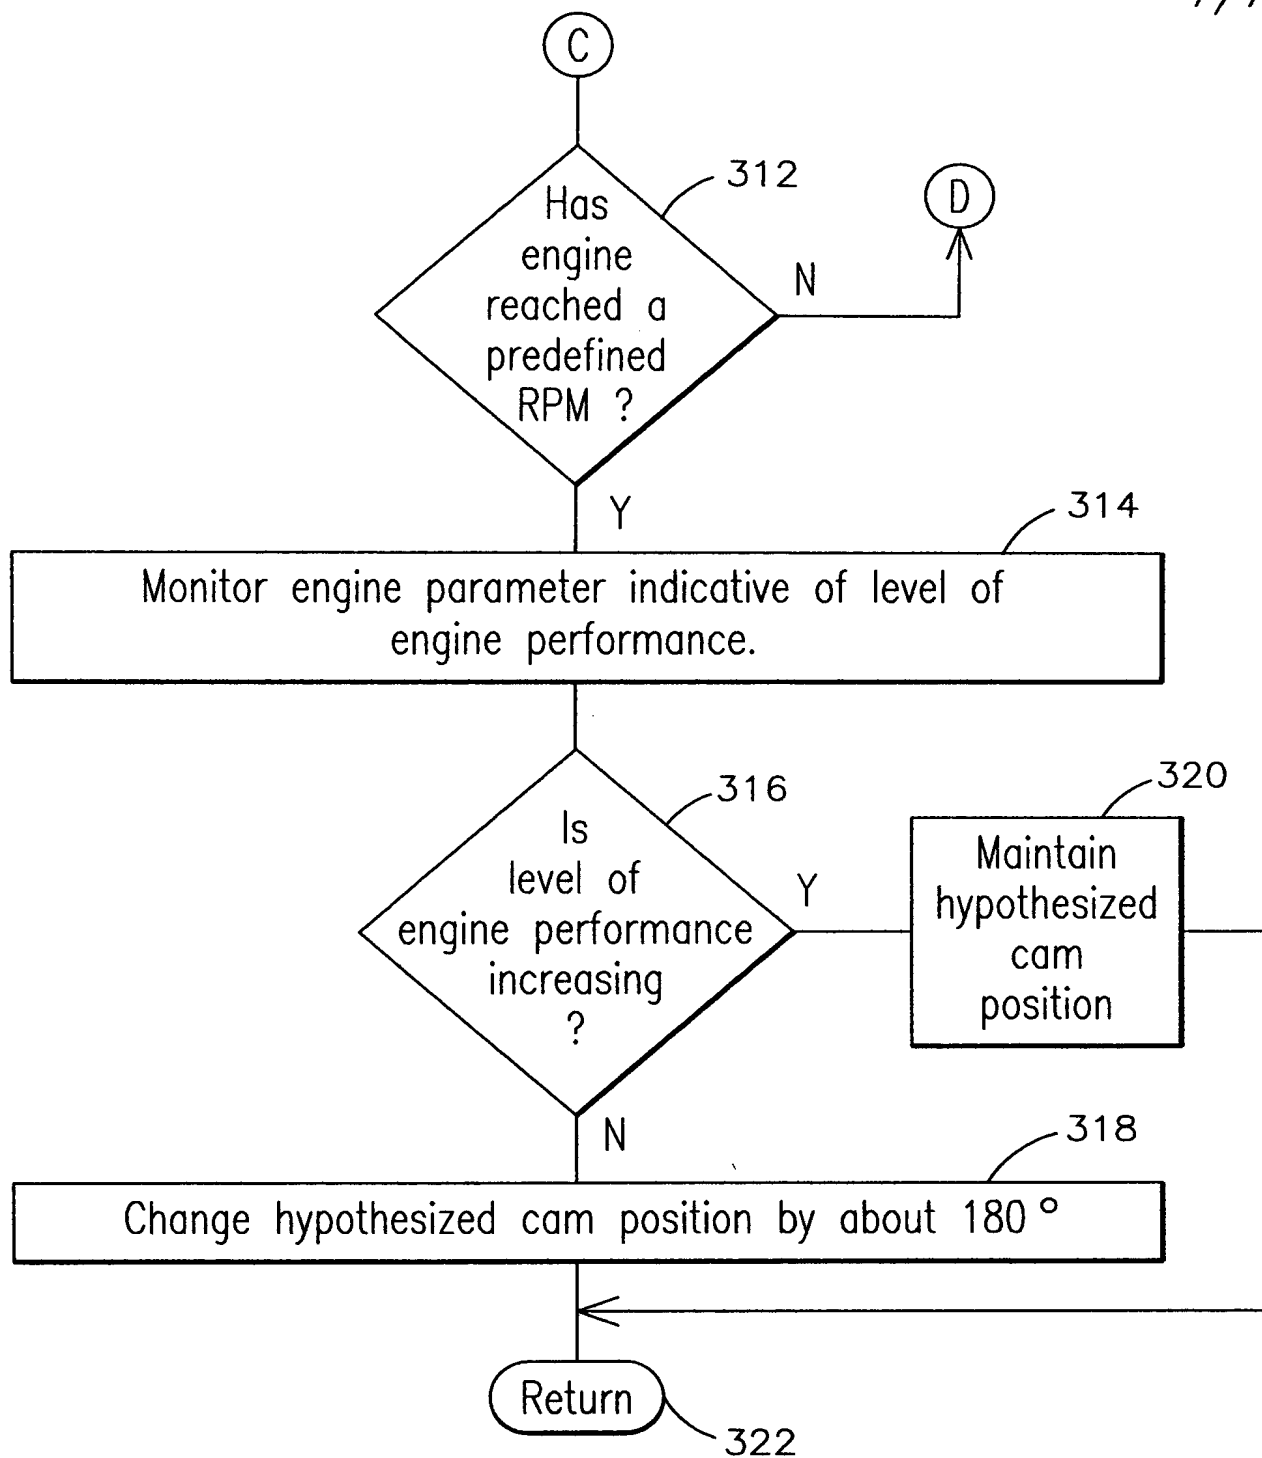 C
312
Has
engine
reached a
predefined
RPM ?
N
D
Y
314
Monitor engine parameter indicative of level of
engine performance.
316
Is
level of
engine performance
increasing
?
Y
320
Maintain
hypothesized
cam
position
N
318
Change hypothesized cam position by about 180°
Return
322